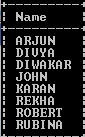 Name
ARJUN
DIVYA
DIWAKAR
JOHN
KARAN
REKHA
ROBERT
RUBINA